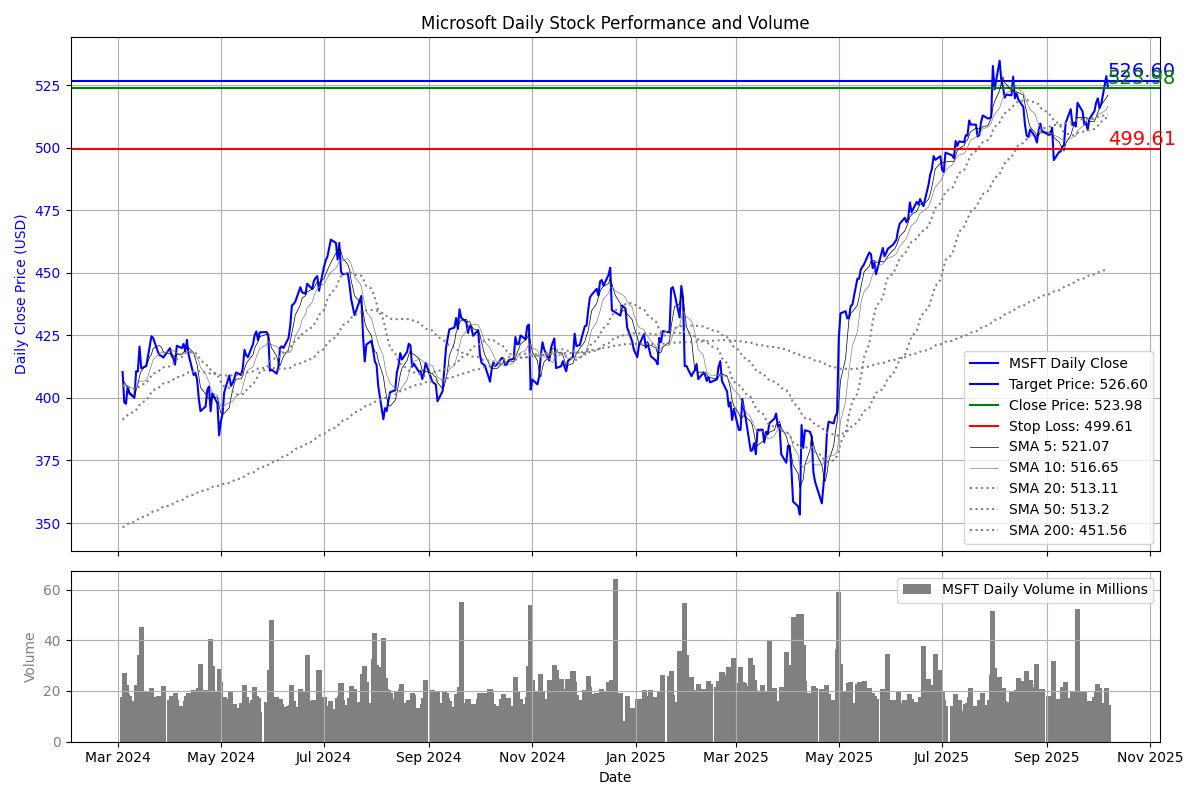 Microsoft Daily Stock Performance and Volume
Daily Close Price (USD)
525
500
475
450
425
400
375
350
526.60
523.98
499.61
MSFT Daily Close
Target Price: 526.60
Close Price: 523.98
Stop Loss: 499.61
SMA 5: 521.07
SMA 10: 516.65
SMA 20: 513.11
SMA 50: 513.2
SMA 200: 451.56
Volume
60
40
20
0
MSFT Daily Volume in Millions
Mar 2024 May 2024 Jul 2024 Sep 2024 Nov 2024 Jan 2025 Mar 2025 May 2025 Jul 2025 Sep 2025 Nov 2025
Date